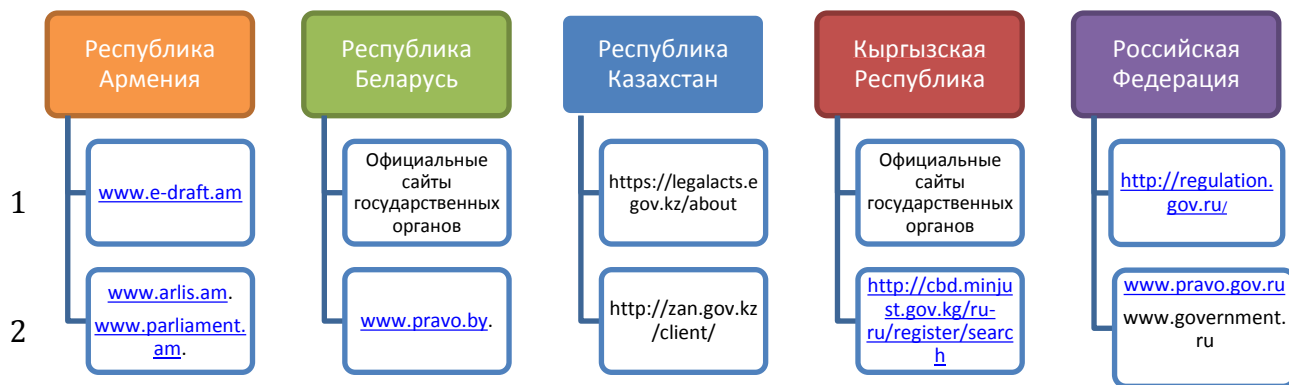 Республика
Армения
Республика
Беларусь
Республика
Казахстан
Кыргызская
Республика
Российская
Федерация
1
www.e-draft.am
Официальные
сайты
государственных
органов
https://legalacts.e
gov.kz/about
Официальные
сайты
государственных
органов
http://regulation.
gov.ru/
2
www.arlis.am.
www.parliament.
am.
www.pravo.by.
http://zan.gov.kz
/client/
http://cbd.minju
st.gov.kg/ru-
ru/register/searc
h
www.pravo.gov.ru
www.government.
ru